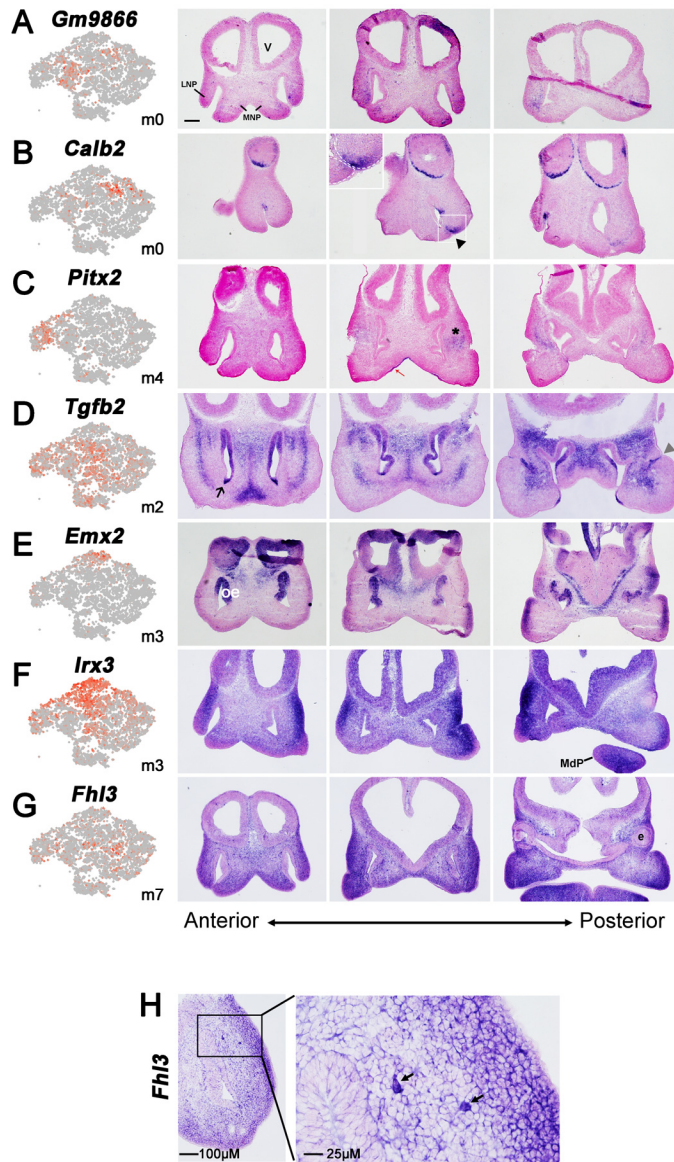 A
Gm9866
m0
LNP
MNP
V
B
Calb2
m0
C
Pitx2
m4
*
D
Tgfb2
m2
E
Emx2
m3
oe
F
Irx3
m3
MdP
G
Fhl3
m7
e
Anterior
Posterior
H
Fhl3
100µM
25µM